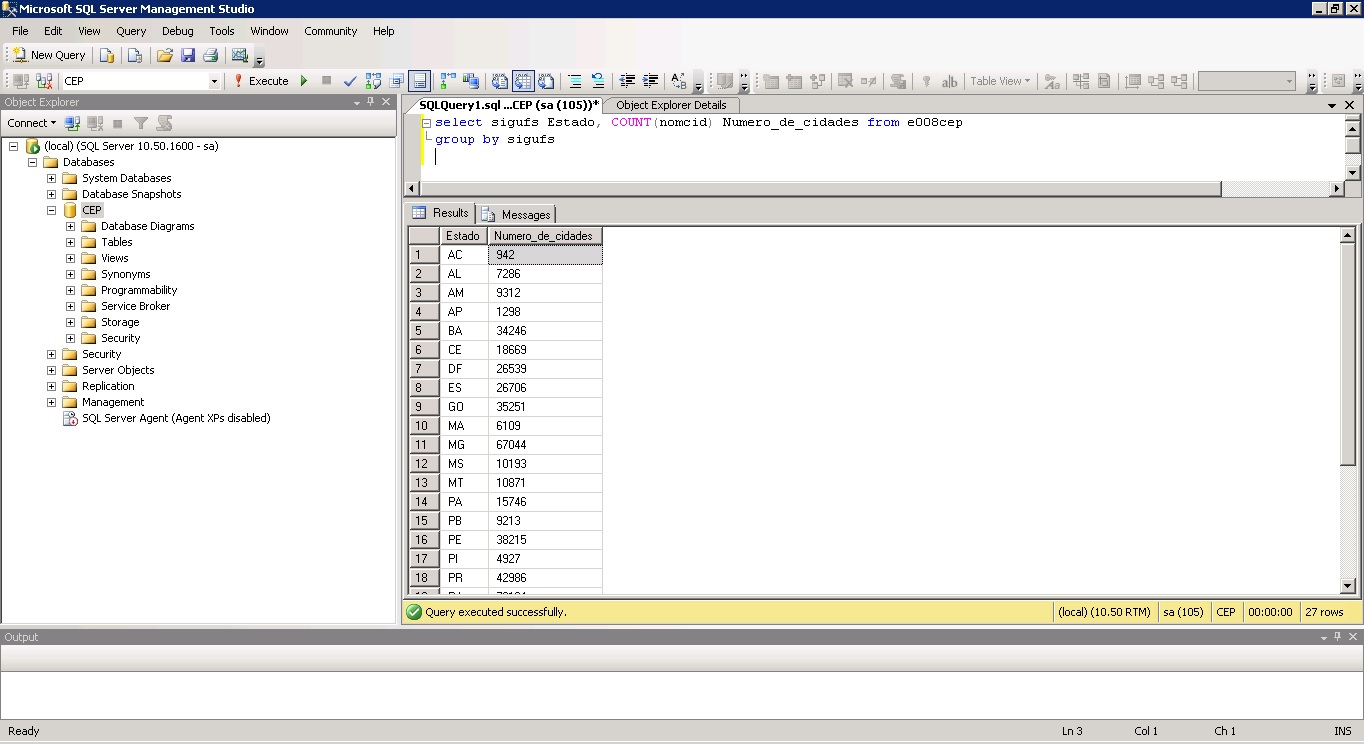 Microsoft SQL Server Management Studio
File Edit View Query Debug Tools Window Community Help
New Query
CEP Execute Table View
Object Explorer
Connect
(local) (SQL Server 10.50.1600 - sa)
Databases
System Databases
Database Snapshots
CEP
Database Diagrams
Tables
Views
Synonyms
Programmability
Service Broker
Storage
Security
Security
Server Objects
Replication
Management
SQL Server Agent (Agent XPs disabled)
SQLQuery1.sql ...CEP (sa (105))* Object Explorer Details
select sigufs Estado, COUNT(nomcid) Numero_de_cidades from e008cep
group by sigufs
Results Messages
Estado Numero_de_cidades
1 AC 942
2 AL 7286
3 AM 9312
4 AP 1298
5 BA 34246
6 CE 18669
7 DF 26539
8 ES 26706
9 GO 35251
10 MA 6109
11 MG 67044
12 MS 10193
13 MT 10871
14 PA 15746
15 PB 9213
16 PE 38215
17 PI 4927
18 PR 42986
Query executed successfully. (local) (10.50 RTM) sa (105) CEP 00:00:00 27 rows
Output
Ready Ln 3 Col 1 Ch 1 INS